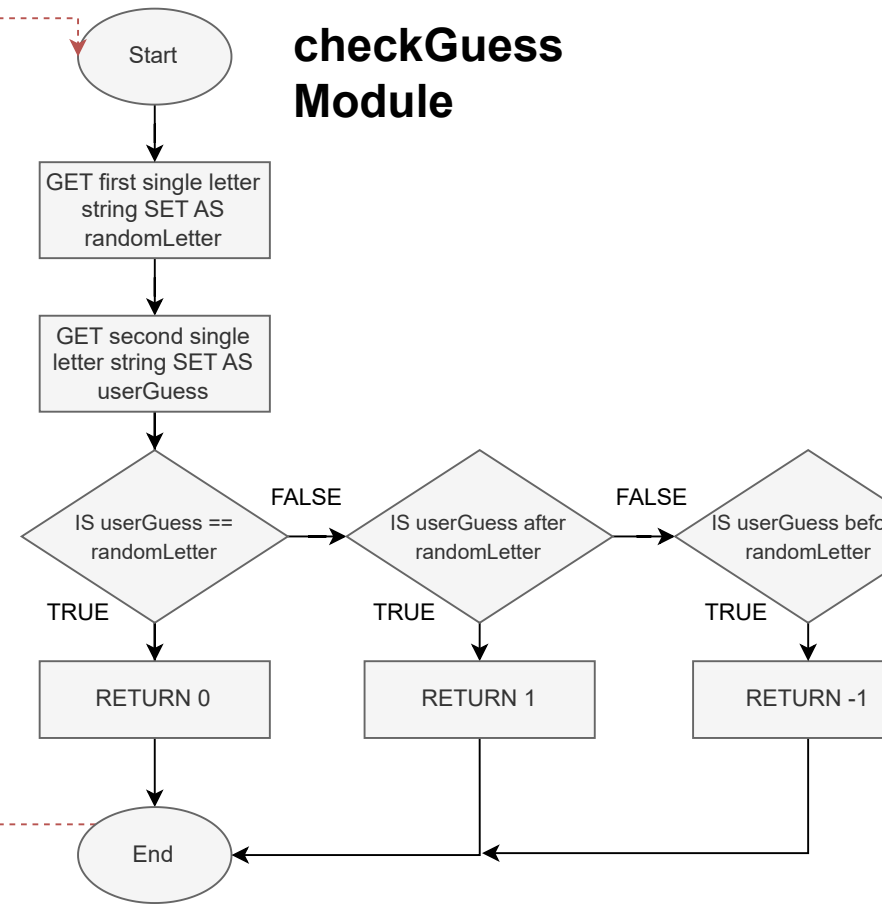 checkGuess
Module
Start
GET first single letter
string SET AS
randomLetter
GET second single
letter string SET AS
userGuess
IS userGuess ==
randomLetter
FALSE
IS userGuess after
randomLetter
FALSE
IS userGuess
randomLetter
TRUE
TRUE
TRUE
RETURN 0
RETURN 1
RETURN -1
End